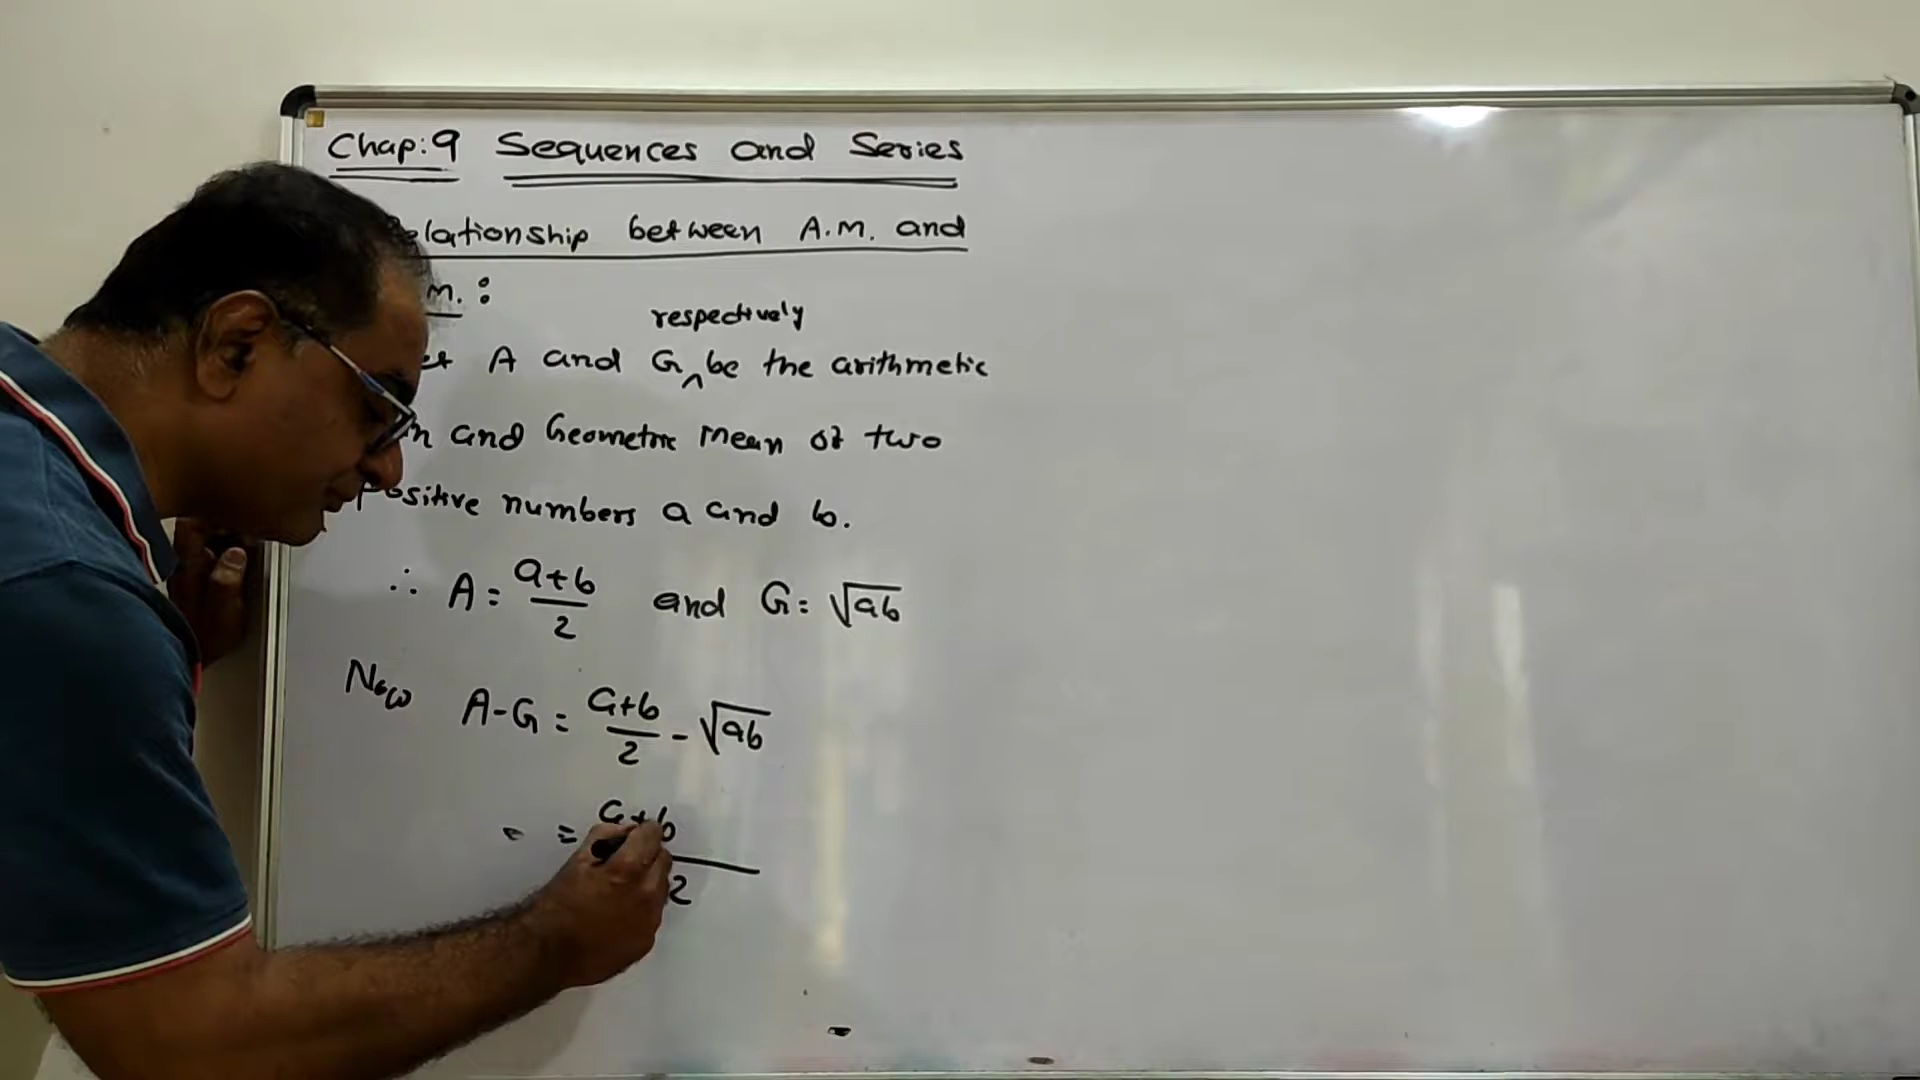 Chap:9 Sequences and Series
elationship between A.M. and
M. :
respectively
A and G ^ be the arithmetic
and Geometric Mean of two
Positive numbers a and b.
∴ A = a+b/2 and G = √ab
Now A-G = a+b/2 - √ab
= a+b/2